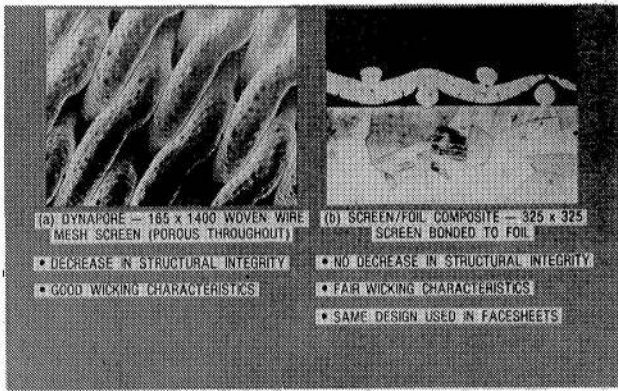 (a) DYNAPORE — 165 x 1400 WOVEN WIRE
MESH SCREEN (POROUS THROUGHOUT)
• DECREASE IN STRUCTURAL INTEGRITY
• GOOD WICKING CHARACTERISTICS
(b) SCREEN/FOIL COMPOSITE — 325 x 325
SCREEN BONDED TO FOIL
• NO DECREASE IN STRUCTURAL INTEGRITY
• FAIR WICKING CHARACTERISTICS
• SAME DESIGN USED IN FACESHEETS